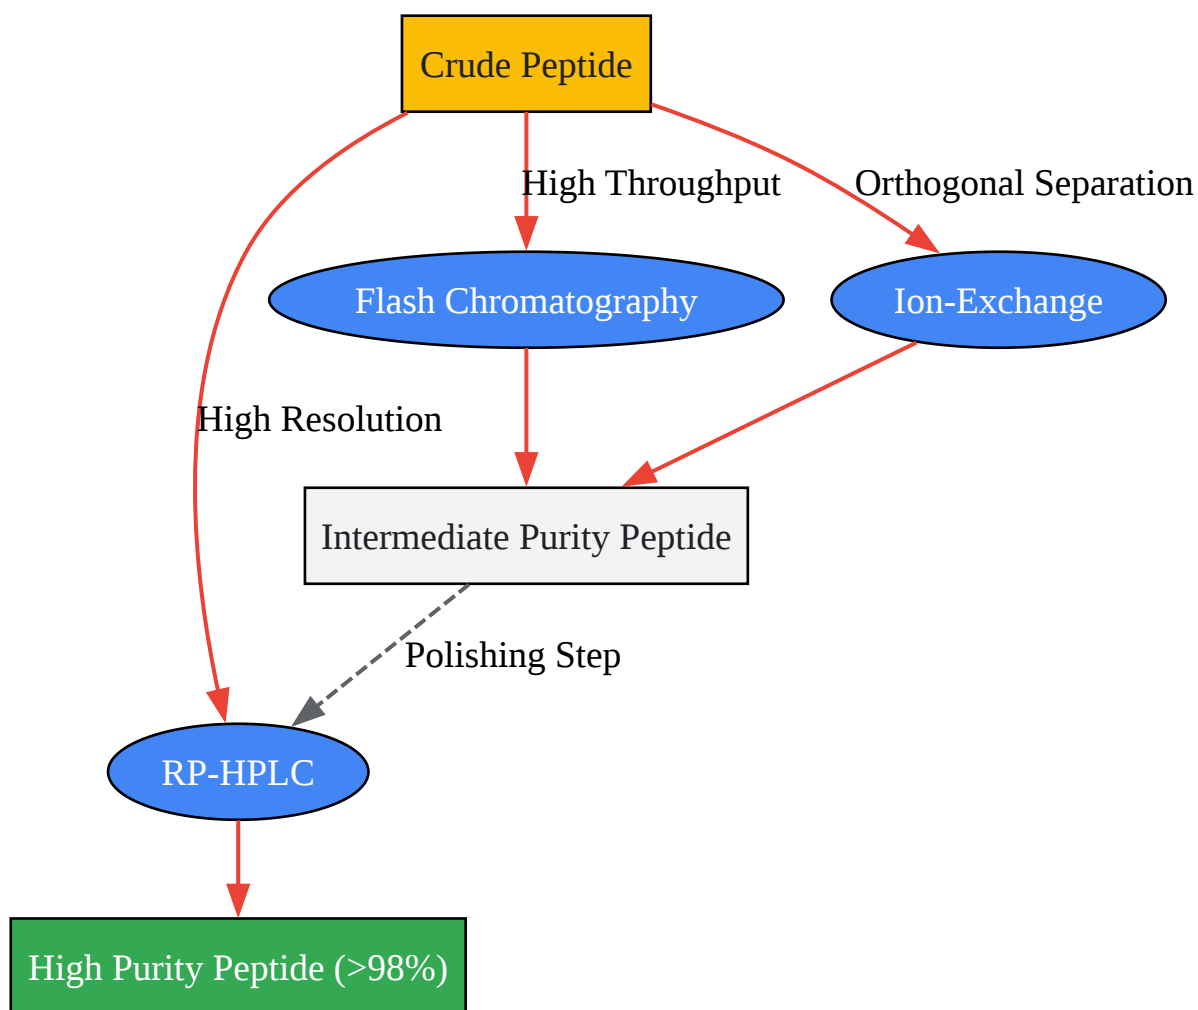 Crude Peptide
High Throughput
Orthogonal Separation
Flash Chromatography
Ion-Exchange
High Resolution
Intermediate Purity Peptide
Polishing Step
RP-HPLC
High Purity Peptide (>98%)